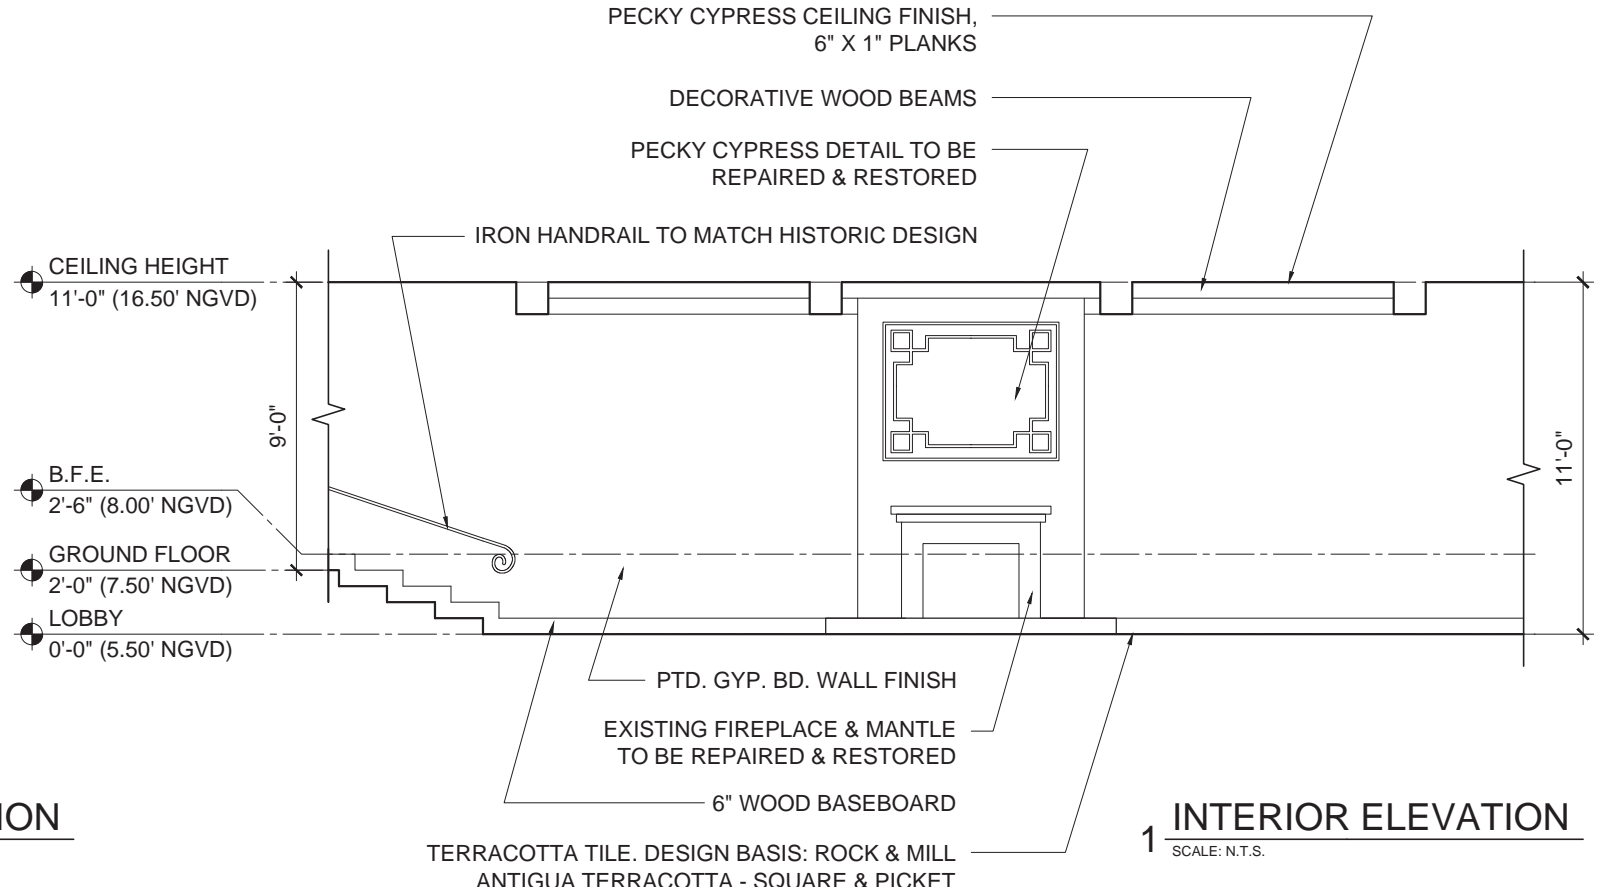 PECKY CYPRESS CEILING FINISH,
6" X 1" PLANKS
DECORATIVE WOOD BEAMS
PECKY CYPRESS DETAIL TO BE
REPAIRED & RESTORED
IRON HANDRAIL TO MATCH HISTORIC DESIGN
CEILING HEIGHT
11'-0" (16.50' NGVD)
9'-0"
11'-0"
B.F.E.
2'-6" (8.00' NGVD)
GROUND FLOOR
2'-0" (7.50' NGVD)
LOBBY
0'-0" (5.50' NGVD)
PTD. GYP. BD. WALL FINISH
EXISTING FIREPLACE & MANTLE
TO BE REPAIRED & RESTORED
6" WOOD BASEBOARD
TERRACOTTA TILE. DESIGN BASIS: ROCK & MILL
ANTIGUA TERRACOTTA - SQUARE & PICKET
ION
1 INTERIOR ELEVATION
SCALE: N.T.S.